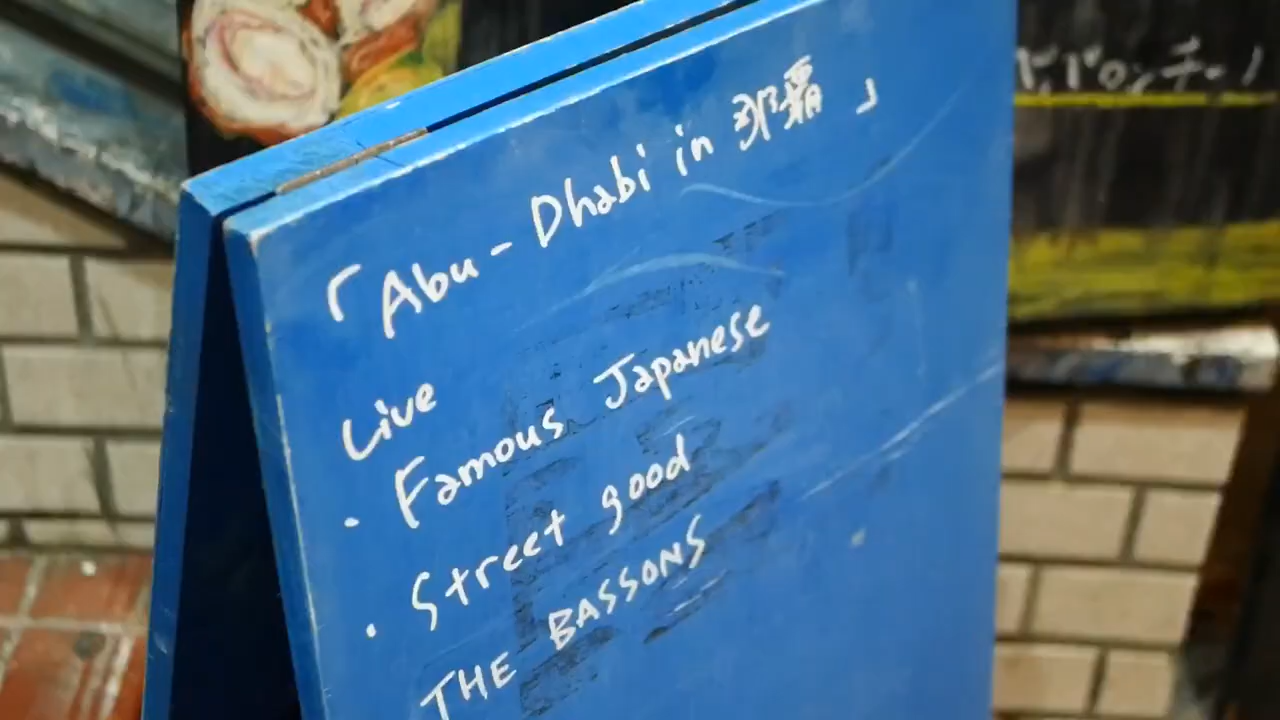 「Abu-Dhabi in 那覇」
Live
・Famous Japanese
・Street good
THE BASSONS